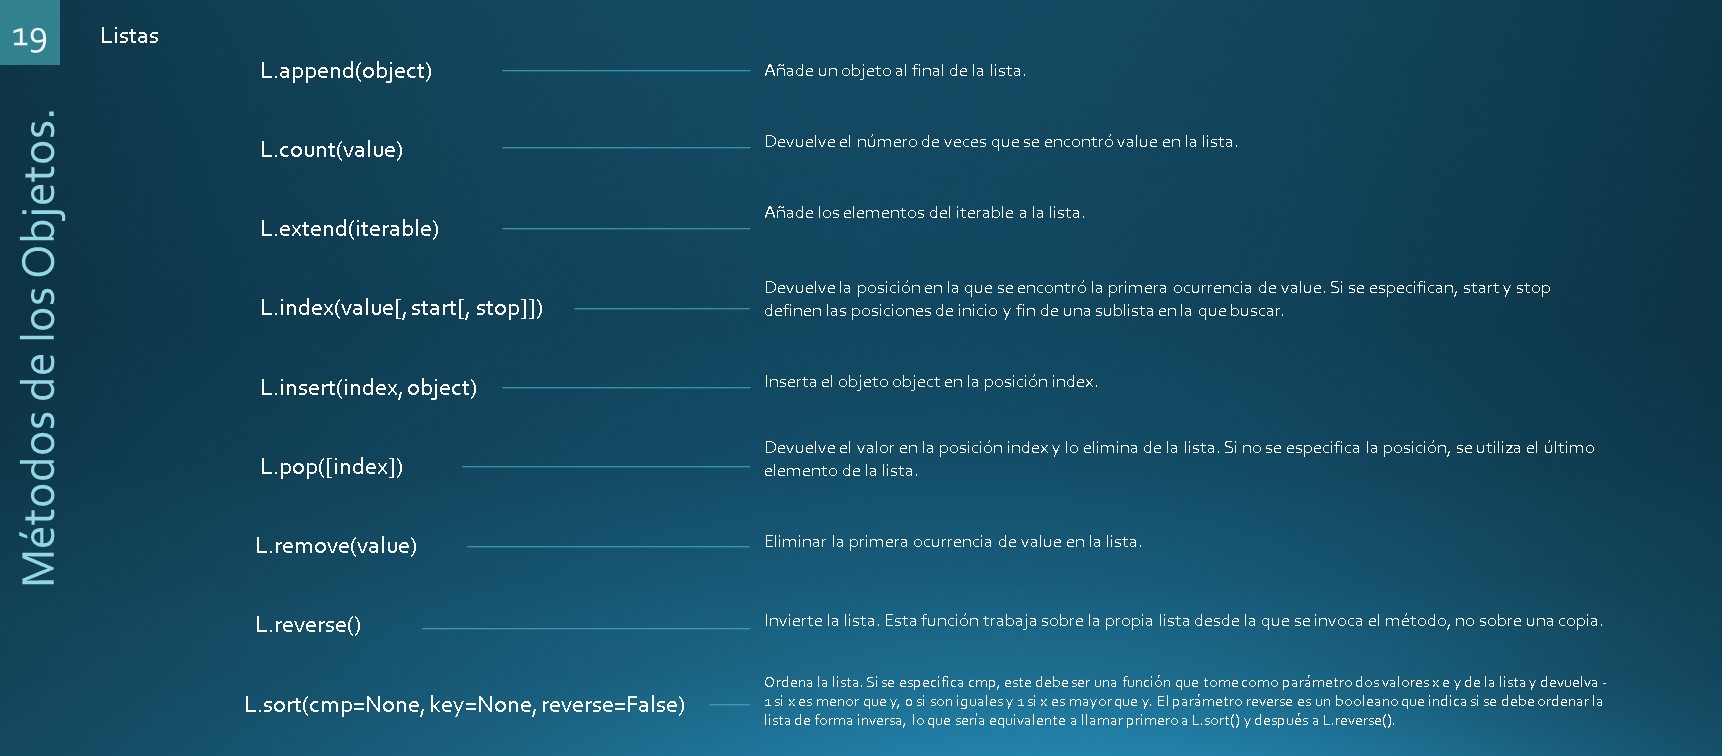 19
Listas
Métodos de los Objetos.
L.append(object)
Añade un objeto al final de la lista.
L.count(value)
Devuelve el número de veces que se encontró value en la lista.
L.extend(iterable)
Añade los elementos del iterable a la lista.
L.index(value[, start[, stop]])
Devuelve la posición en la que se encontró la primera ocurrencia de value. Si se especifican, start y stop
definen las posiciones de inicio y fin de una sublista en la que buscar.
L.insert(index, object)
Inserta el objeto object en la posición index.
L.pop([index])
Devuelve el valor en la posición index y lo elimina de la lista. Si no se especifica la posición, se utiliza el último
elemento de la lista.
L.remove(value)
Eliminar la primera ocurrencia de value en la lista.
L.reverse()
Invierte la lista. Esta función trabaja sobre la propia lista desde la que se invoca el método, no sobre una copia.
L.sort(cmp=None, key=None, reverse=False)
Ordena la lista. Si se especifica cmp, este debe ser una función que tome como parámetro dos valores x e y de la lista y devuelva -
1 si x es menor que y, 0 si son iguales y 1 si x es mayor que y. El parámetro reverse es un booleano que indica si se debe ordenar la
lista de forma inversa, lo que sería equivalente a llamar primero a L.sort() y después a L.reverse().